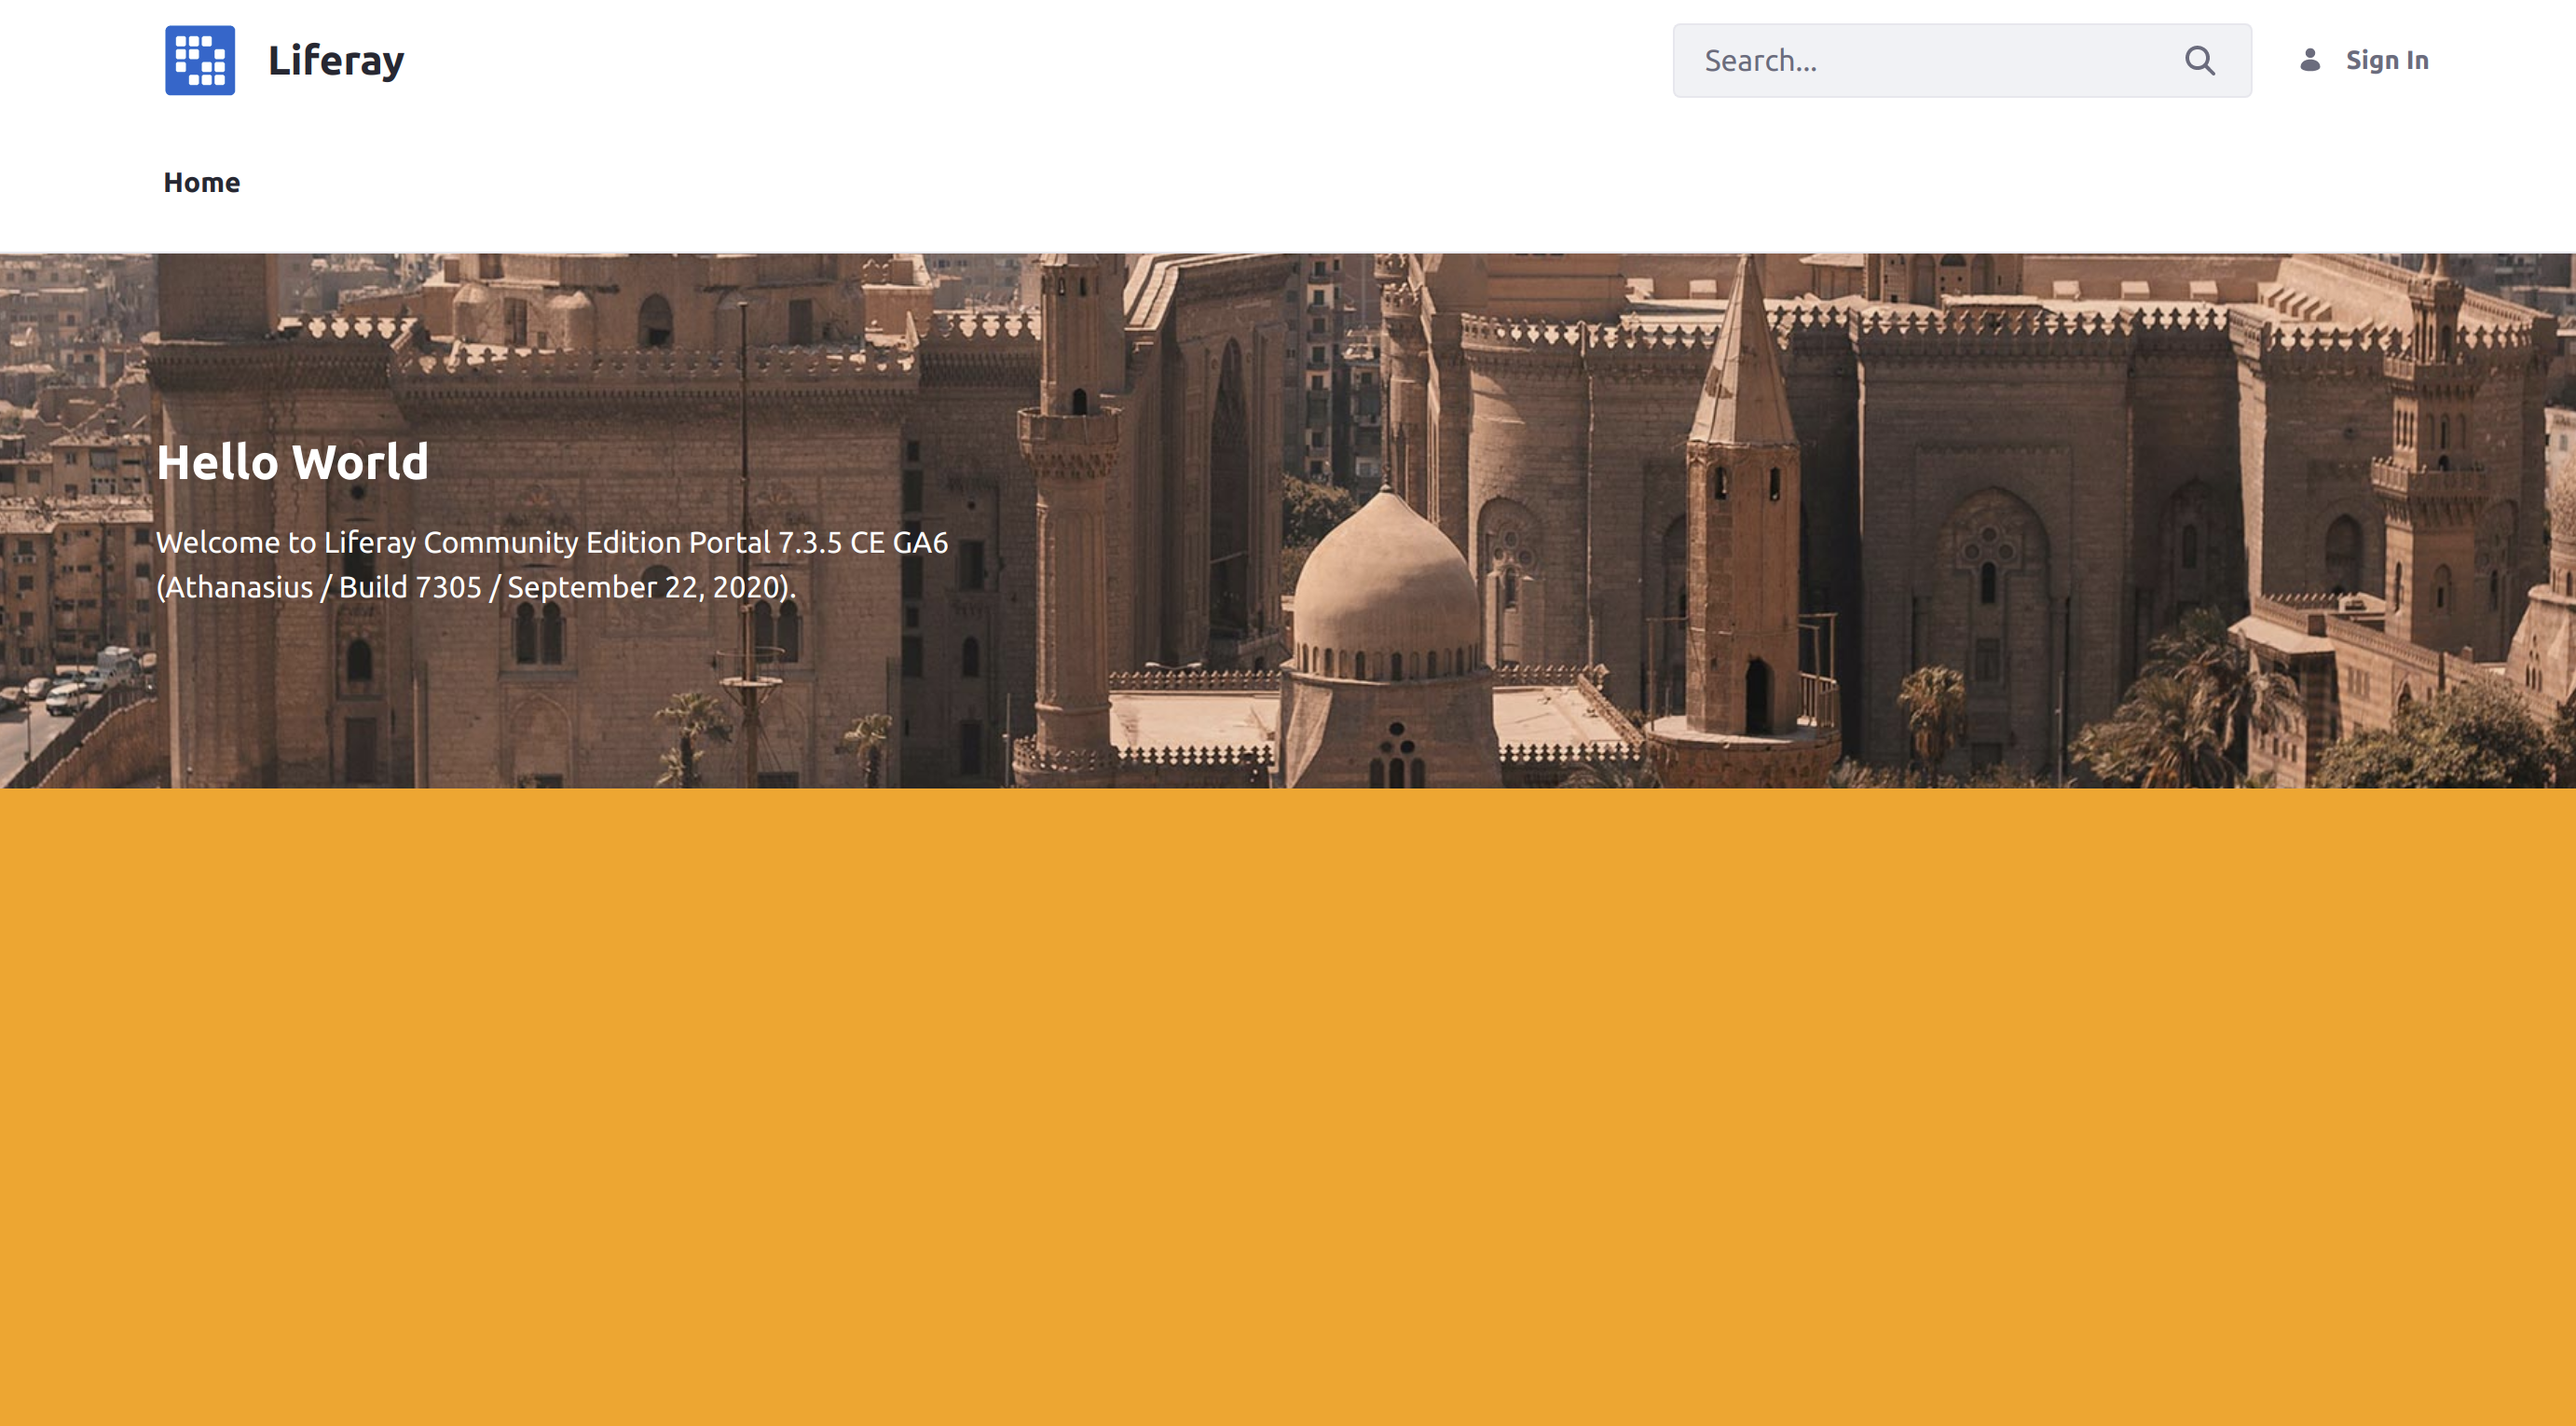 Liferay
Search...
Sign In
Home
Hello World
Welcome to Liferay Community Edition Portal 7.3.5 CE GA6
(Athanasius / Build 7305 / September 22, 2020).